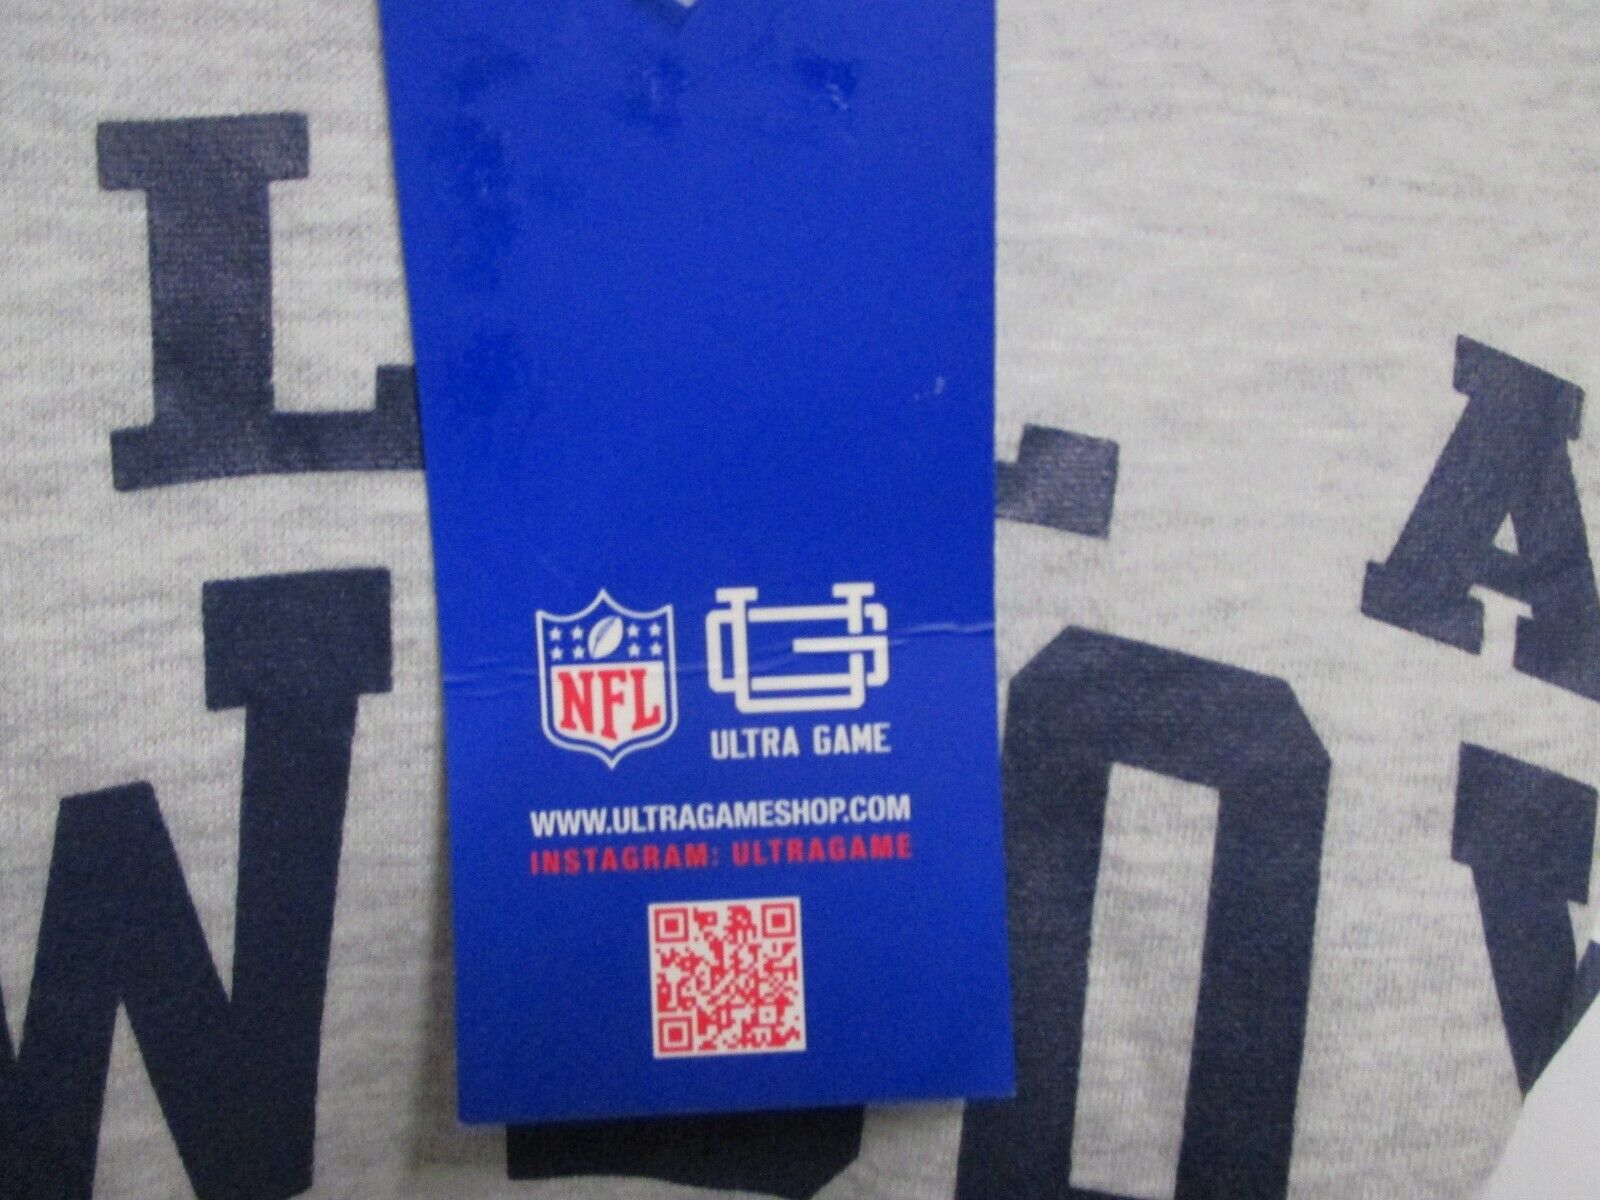 L L A
W O
NFL
ULTRA GAME
WWW.ULTRAGAMESHOP.COM
INSTAGRAM: ULTRAGAME